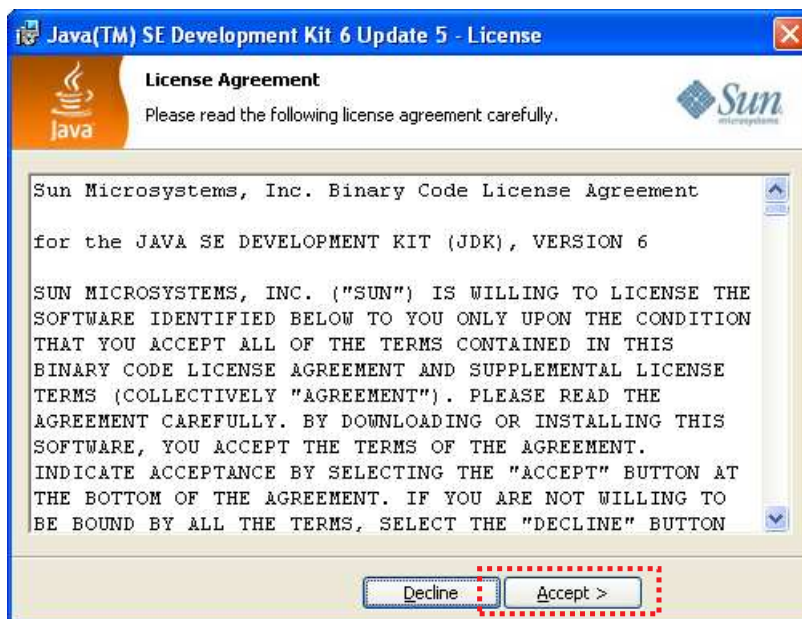 Java(TM) SE Development Kit 6 Update 5 - License
License Agreement
Please read the following license agreement carefully.
Java
Sun
microsystems
Sun Microsystems, Inc. Binary Code License Agreement
for the JAVA SE DEVELOPMENT KIT (JDK), VERSION 6
SUN MICROSYSTEMS, INC. ("SUN") IS WILLING TO LICENSE THE
SOFTWARE IDENTIFIED BELOW TO YOU ONLY UPON THE CONDITION
THAT YOU ACCEPT ALL OF THE TERMS CONTAINED IN THIS
BINARY CODE LICENSE AGREEMENT AND SUPPLEMENTAL LICENSE
TERMS (COLLECTIVELY "AGREEMENT"). PLEASE READ THE
AGREEMENT CAREFULLY. BY DOWNLOADING OR INSTALLING THIS
SOFTWARE, YOU ACCEPT THE TERMS OF THE AGREEMENT.
INDICATE ACCEPTANCE BY SELECTING THE "ACCEPT" BUTTON AT
THE BOTTOM OF THE AGREEMENT. IF YOU ARE NOT WILLING TO
BE BOUND BY ALL THE TERMS, SELECT THE "DECLINE" BUTTON
Decline
Accept >